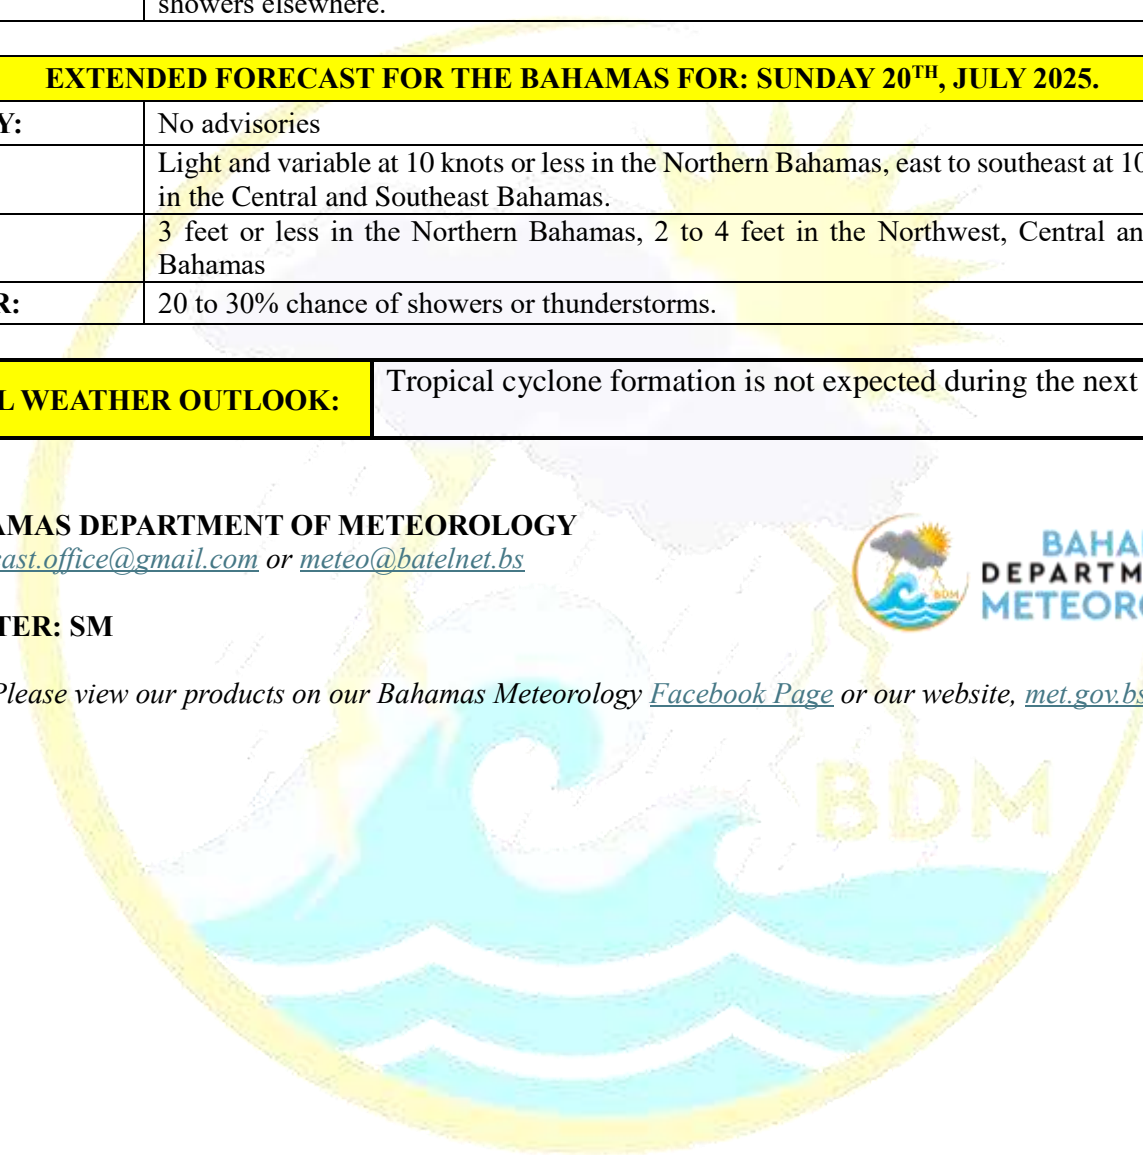 showers elsewhere.
EXTENDED FORECAST FOR THE BAHAMAS FOR: SUNDAY 20TH, JULY 2025.
Y: No advisories
Light and variable at 10 knots or less in the Northern Bahamas, east to southeast at 10
in the Central and Southeast Bahamas.
3 feet or less in the Northern Bahamas, 2 to 4 feet in the Northwest, Central an
Bahamas
R: 20 to 30% chance of showers or thunderstorms.
L WEATHER OUTLOOK: Tropical cyclone formation is not expected during the next
AMAS DEPARTMENT OF METEOROLOGY
cast.office@gmail.com or meteo@batelnet.bs
BAHA
DEPARTM
METEORO
BDM
TER: SM
Please view our products on our Bahamas Meteorology Facebook Page or our website, met.gov.bs
BDM